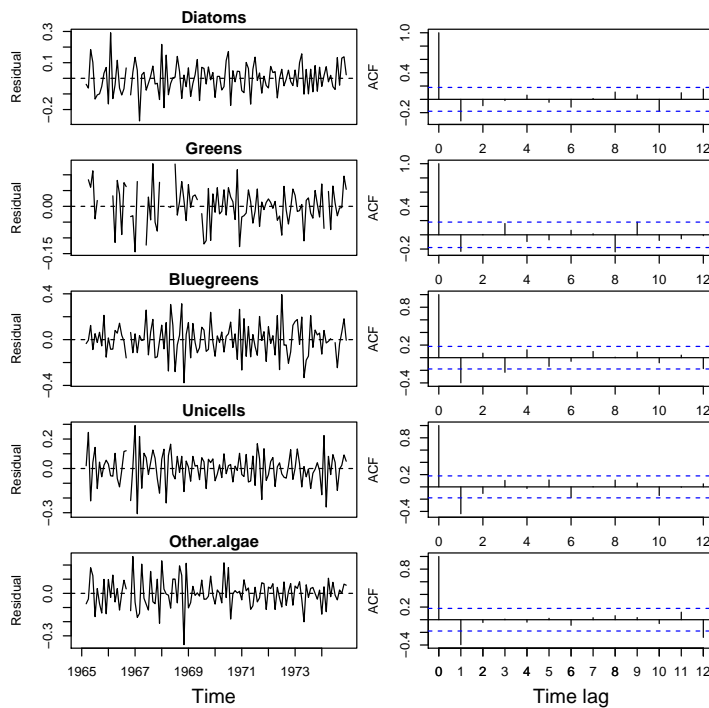 Diatoms
Residual
0.3
0.1
−0.2
ACF
1.0
0.4
−0.2
0 2 4 6 8 10 12
Greens
Residual
0.00
−0.15
ACF
1.0
0.4
−0.2
0 2 4 6 8 10 12
Bluegreens
Residual
0.4
0.0
−0.4
ACF
0.8
0.2
−0.4
0 2 4 6 8 10 12
Unicells
Residual
0.2
0.0
−0.3
ACF
0.8
0.2
−0.4
0 2 4 6 8 10 12
Other.algae
Residual
0.0
−0.3
ACF
0.8
0.2
−0.4
1965 1967 1969 1971 1973
0 1 2 3 4 5 6 7 8 9 10 11 12
Time
Time lag